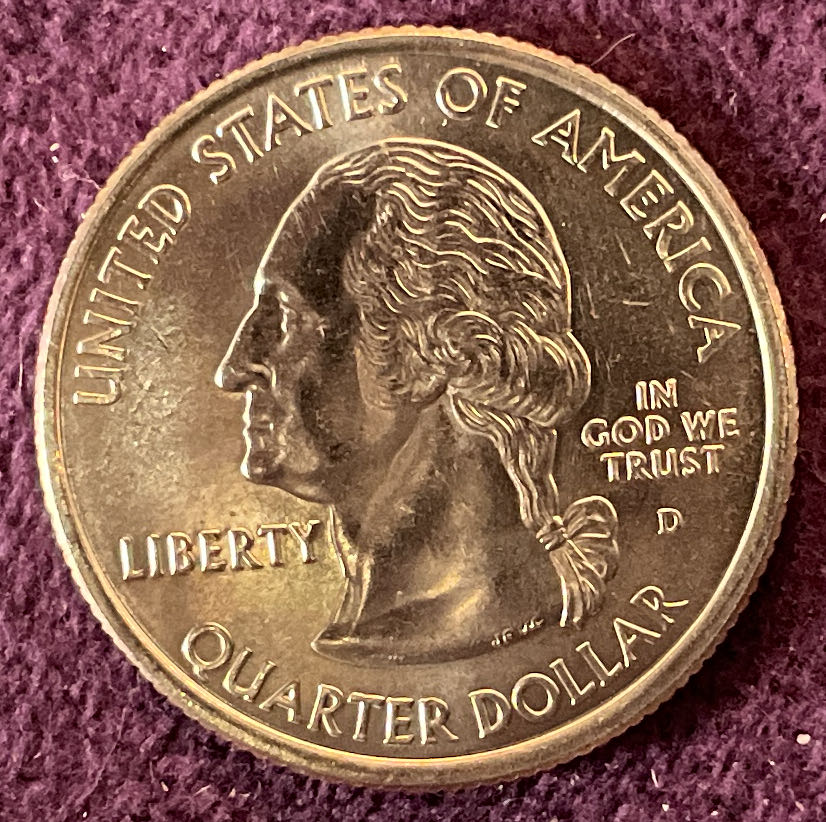 UNITED STATES OF AMERICA
IN
GOD WE
TRUST
D
LIBERTY
QUARTER DOLLAR